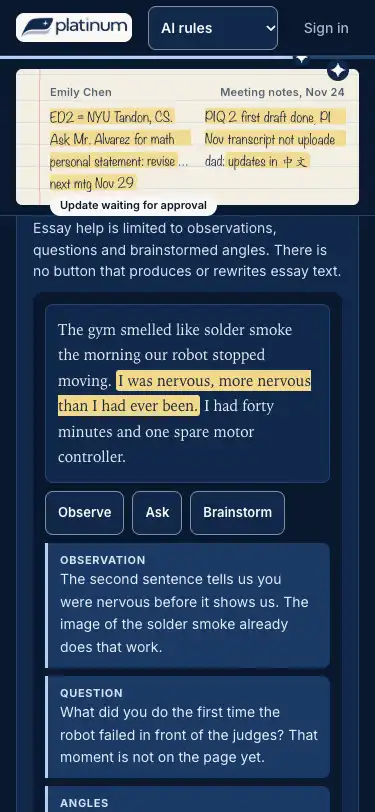 platinum
AI rules
Sign in
Emily Chen
Meeting notes, Nov 24
ED2 = NYU Tandon, CS.
Ask Mr. Alvarez for math
personal statement: revise ...
next mtg Nov 29
PIQ 2 first draft done. PI
Nov transcript not uploade
dad: updates in 中文
Update waiting for approval
Essay help is limited to observations,
questions and brainstormed angles. There is
no button that produces or rewrites essay text.
The gym smelled like solder smoke
the morning our robot stopped
moving. I was nervous, more nervous
than I had ever been. I had forty
minutes and one spare motor
controller.
Observe
Ask
Brainstorm
OBSERVATION
The second sentence tells us you
were nervous before it shows us. The
image of the solder smoke already
does that work.
QUESTION
What did you do the first time the
robot failed in front of the judges? That
moment is not on the page yet.
ANGLES